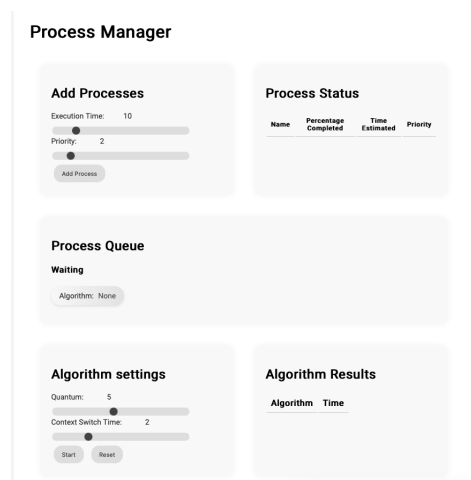 Process Manager
Add Processes
Execution Time: 10
Priority: 2
Add Process
Process Status
Name Percentage Completed Time Estimated Priority
Process Queue
Waiting
Algorithm: None
Algorithm settings
Quantum: 5
Context Switch Time: 2
Start Reset
Algorithm Results
Algorithm Time